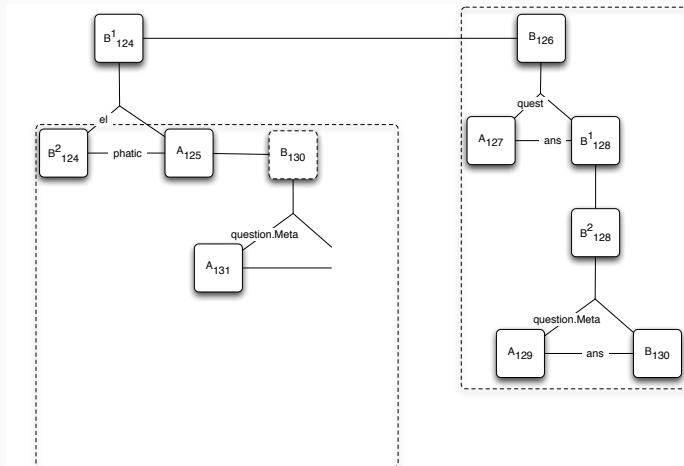 B¹₁₂₄
B₁₂₆
quest
el
A₁₂₇
ans
B¹₁₂₈
B²₁₂₄
phatic
A₁₂₅
B₁₃₀
B²₁₂₈
question.Meta
A₁₃₁
question.Meta
A₁₂₉
ans
B₁₃₀